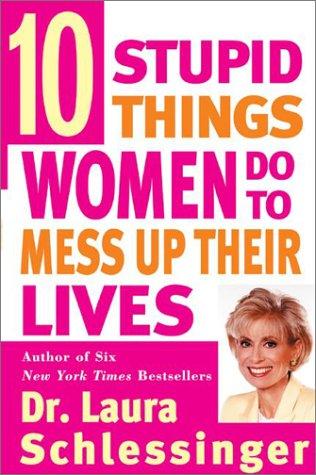 10 STUPID
THINGS
WOMEN DO TO
MESS UP THEIR
LIVES
Author of Six
New York Times Bestsellers
Dr. Laura
Schlessinger